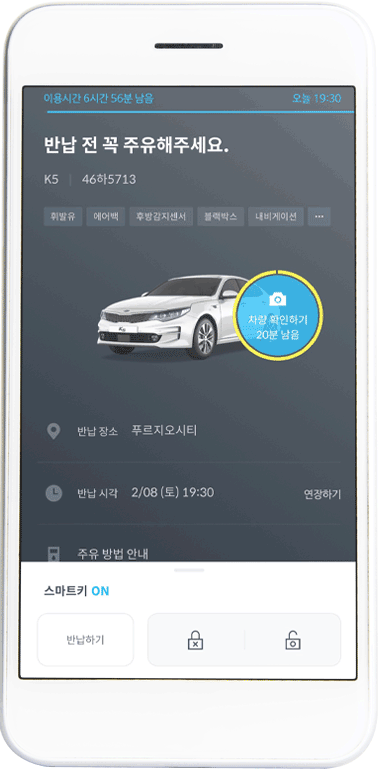 이용시간 6시간 56분 남음 오늘 19:30
반납 전 꼭 주유해주세요.
K5 46하5713
휘발유 에어백 후방감지센서 블랙박스 내비게이션 ···
차량 확인하기
20분 남음
반납 장소 푸르지오시티
반납 시각 2/08 (토) 19:30 연장하기
주유 방법 안내
스마트키 ON
반납하기